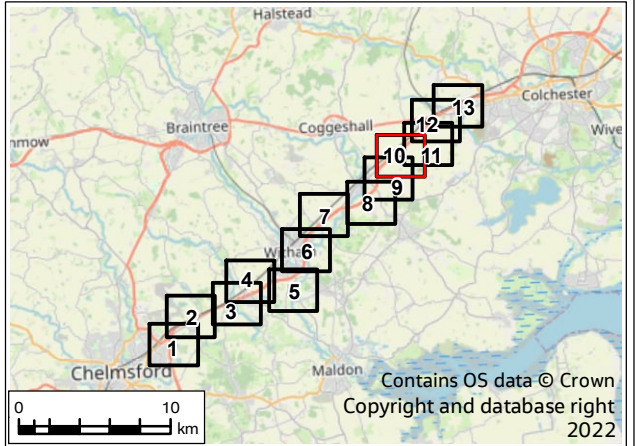 Halstead
13
Colchester
Braintree
Coggeshall
12
nmow
Wive
10
11
9
8
7
Witham
6
4
5
3
2
1
Chelmsford
Maldon
0
10
km
Contains OS data © Crown
Copyright and database right
2022